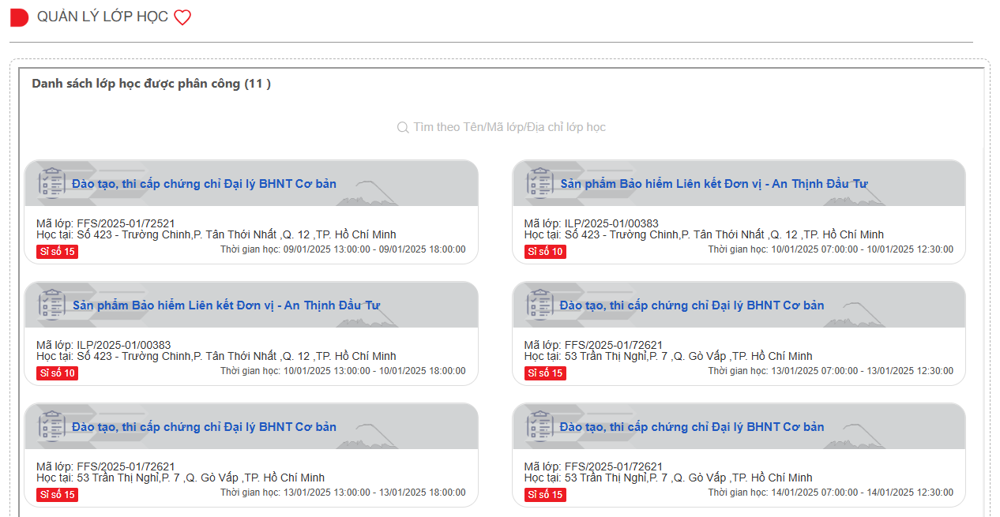 QUẢN LÝ LỚP HỌC
Danh sách lớp học được phân công (11 )
Tìm theo Tên/Mã lớp/Địa chỉ lớp học
Đào tạo, thi cấp chứng chỉ Đại lý BHNT Cơ bản
Mã lớp: FFS/2025-01/72521
Học tại: Số 423 - Trường Chinh,P. Tân Thới Nhất ,Q. 12 ,TP. Hồ Chí Minh
Sỉ số 15 Thời gian học: 09/01/2025 13:00:00 - 09/01/2025 18:00:00
Sản phẩm Bảo hiểm Liên kết Đơn vị - An Thịnh Đầu Tư
Mã lớp: ILP/2025-01/00383
Học tại: Số 423 - Trường Chinh,P. Tân Thới Nhất ,Q. 12 ,TP. Hồ Chí Minh
Sỉ số 10 Thời gian học: 10/01/2025 07:00:00 - 10/01/2025 12:30:00
Sản phẩm Bảo hiểm Liên kết Đơn vị - An Thịnh Đầu Tư
Mã lớp: ILP/2025-01/00383
Học tại: Số 423 - Trường Chinh,P. Tân Thới Nhất ,Q. 12 ,TP. Hồ Chí Minh
Sỉ số 10 Thời gian học: 10/01/2025 13:00:00 - 10/01/2025 18:00:00
Đào tạo, thi cấp chứng chỉ Đại lý BHNT Cơ bản
Mã lớp: FFS/2025-01/72621
Học tại: 53 Trần Thị Nghỉ,P. 7 ,Q. Gò Vấp ,TP. Hồ Chí Minh
Sỉ số 15 Thời gian học: 13/01/2025 07:00:00 - 13/01/2025 12:30:00
Đào tạo, thi cấp chứng chỉ Đại lý BHNT Cơ bản
Mã lớp: FFS/2025-01/72621
Học tại: 53 Trần Thị Nghỉ,P. 7 ,Q. Gò Vấp ,TP. Hồ Chí Minh
Sỉ số 15 Thời gian học: 13/01/2025 13:00:00 - 13/01/2025 18:00:00
Đào tạo, thi cấp chứng chỉ Đại lý BHNT Cơ bản
Mã lớp: FFS/2025-01/72621
Học tại: 53 Trần Thị Nghỉ,P. 7 ,Q. Gò Vấp ,TP. Hồ Chí Minh
Sỉ số 15 Thời gian học: 14/01/2025 07:00:00 - 14/01/2025 12:30:00